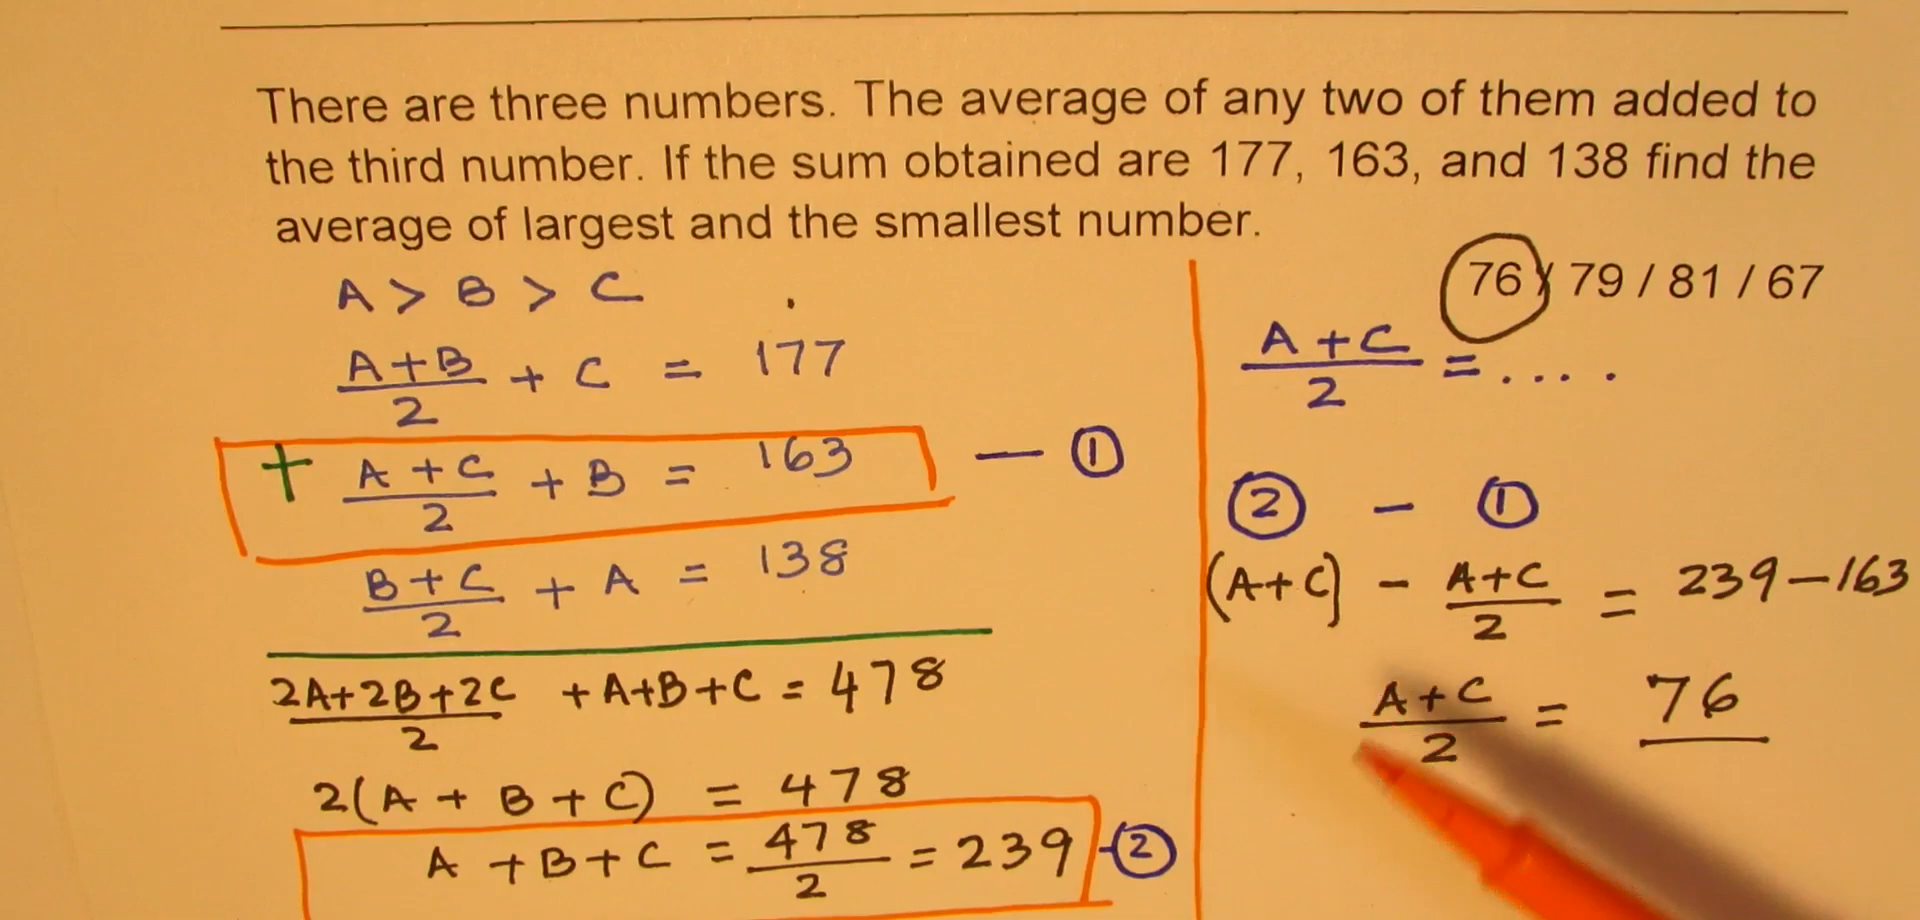 There are three numbers. The average of any two of them added to
the third number. If the sum obtained are 177, 163, and 138 find the
average of largest and the smallest number.
76 / 79 / 81 / 67
A > B > C
A+B/2 + C = 177
+ A+C/2 + B = 163 — ①
B+C/2 + A = 138
2A+2B+2C/2 + A+B+C = 478
2(A + B + C) = 478
A + B + C = 478/2 = 239 - ②
A+C/2 = ....
② - ①
(A+C) - A+C/2 = 239-163
A+C/2 = 76